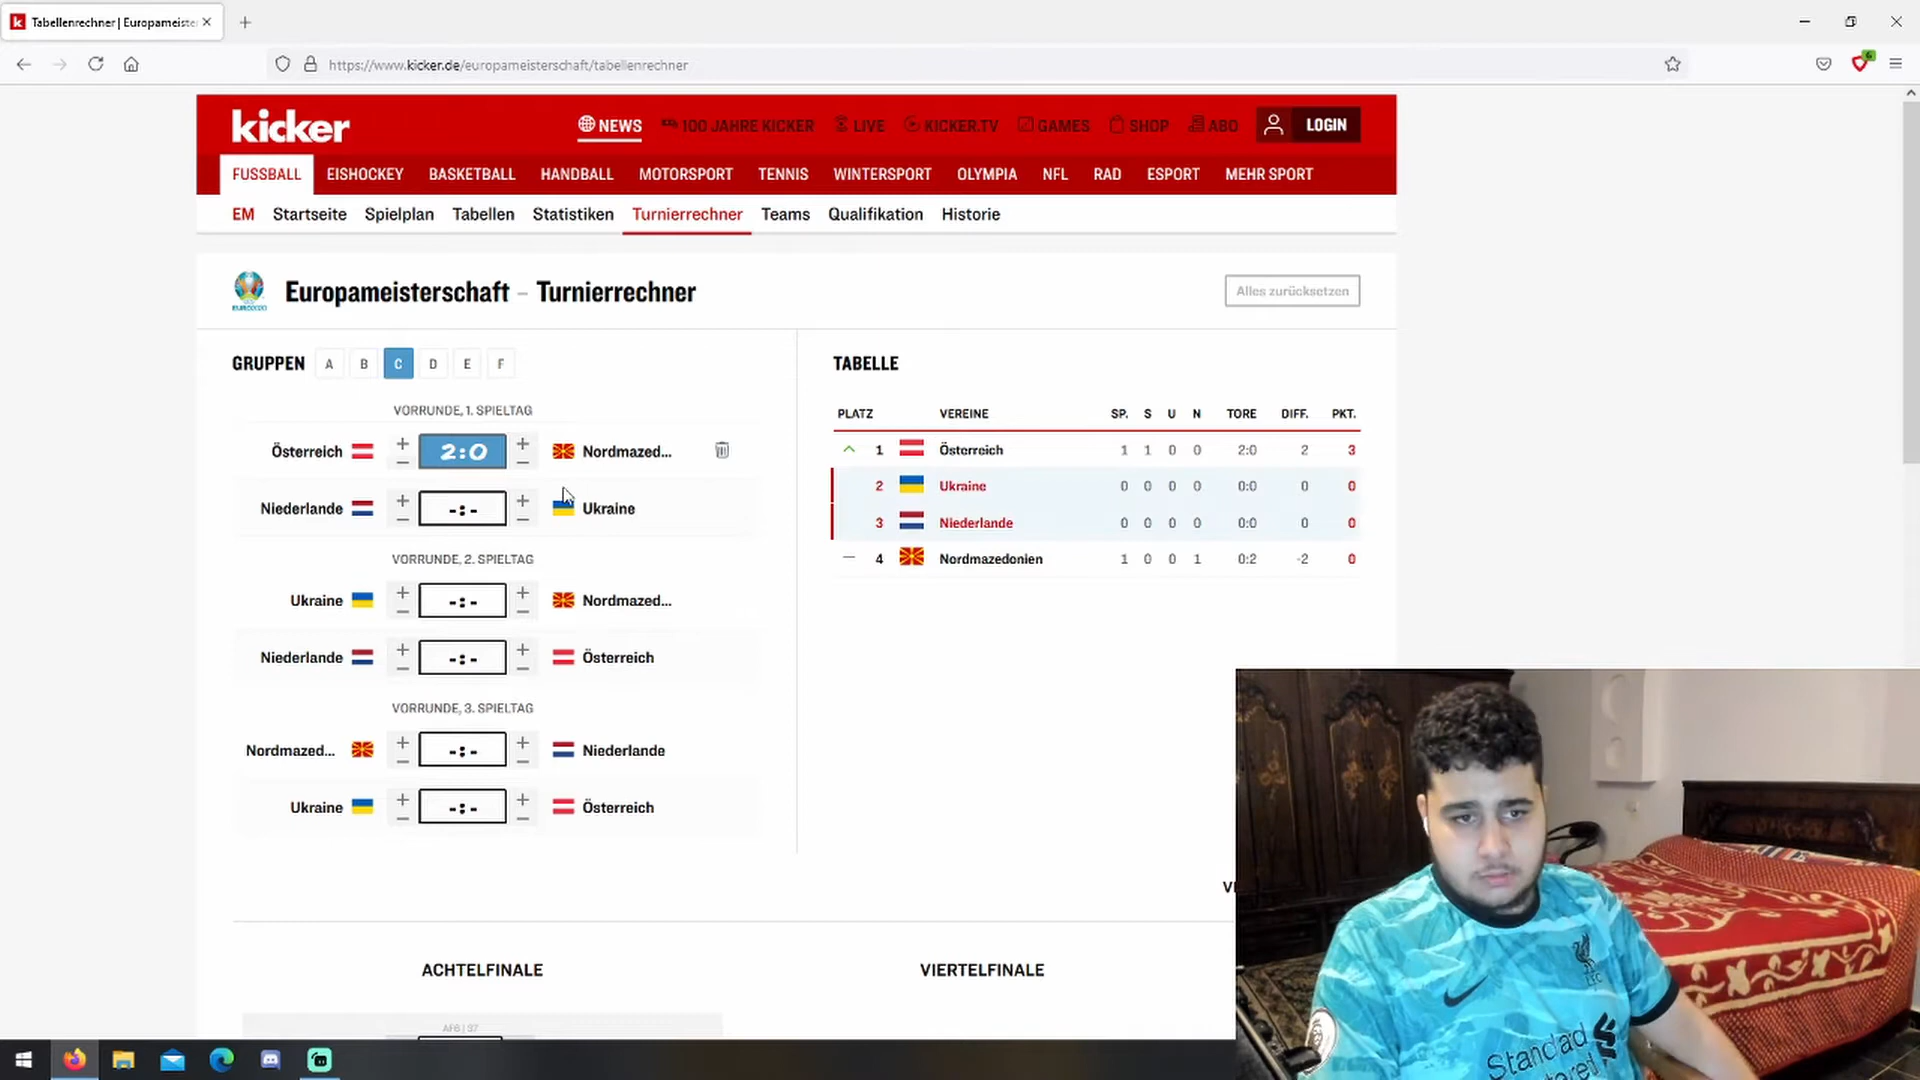 Tabellenrechner | Europameiste
https://www.kicker.de/europameisterschaft/tabellenrechner
6
kicker
NEWS 100 JAHRE KICKER LIVE KICKER.TV GAMES SHOP ABO LOGIN
FUSSBALL EISHOCKEY BASKETBALL HANDBALL MOTORSPORT TENNIS WINTERSPORT OLYMPIA NFL RAD ESPORT MEHR SPORT
EM Startseite Spielplan Tabellen Statistiken Turnierrechner Teams Qualifikation Historie
Europameisterschaft - Turnierrechner
Alles zurücksetzen
GRUPPEN A B C D E F
VORRUNDE, 1. SPIELTAG
Österreich + - 2:0 + - Nordmazed...
Niederlande + - -:- + - Ukraine
VORRUNDE, 2. SPIELTAG
Ukraine + - -:- + - Nordmazed...
Niederlande + - -:- + - Österreich
VORRUNDE, 3. SPIELTAG
Nordmazed... + - -:- + - Niederlande
Ukraine + - -:- + - Österreich
TABELLE
PLATZ VEREINE SP. S U N TORE DIFF. PKT.
1 Österreich 1 1 0 0 2:0 2 3
2 Ukraine 0 0 0 0 0:0 0 0
3 Niederlande 0 0 0 0 0:0 0 0
4 Nordmazedonien 1 0 0 1 0:2 -2 0
ACHTELFINALE
VIERTELFINALE
AF6 | 37
Standard